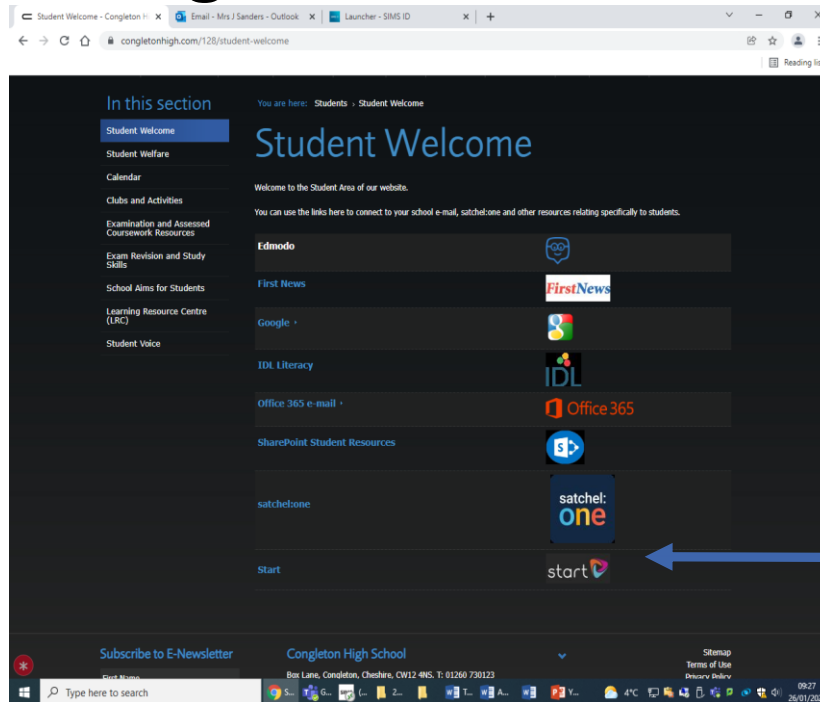 Student Welcome - Congleton H
Email - Mrs J Sanders - Outlook
Launcher - SIMS ID
congletonhigh.com/128/student-welcome
Reading lis
In this section
You are here: Students › Student Welcome
Student Welcome
Student Welcome
Student Welfare
Calendar
Welcome to the Student Area of our website.
Clubs and Activities
You can use the links here to connect to your school e-mail, satchel:one and other resources relating specifically to students.
Examination and Assessed
Coursework Resources
Edmodo
Exam Revision and Study
Skills
First News
FirstNews
School Aims for Students
Learning Resource Centre
(LRC)
Google
Student Voice
IDL Literacy
IDL
Office 365 e-mail
Office 365
SharePoint Student Resources
S
satchel:one
satchel:
one
Start
start
Subscribe to E-Newsletter
Congleton High School
Sitemap
Terms of Use
First Name
Box Lane, Congleton, Cheshire, CW12 4NS. T: 01260 730123
Privacy Policy
Type here to search
S...
G...
(...
2...
T...
A...
Y...
4°C
09:27
26/01/202